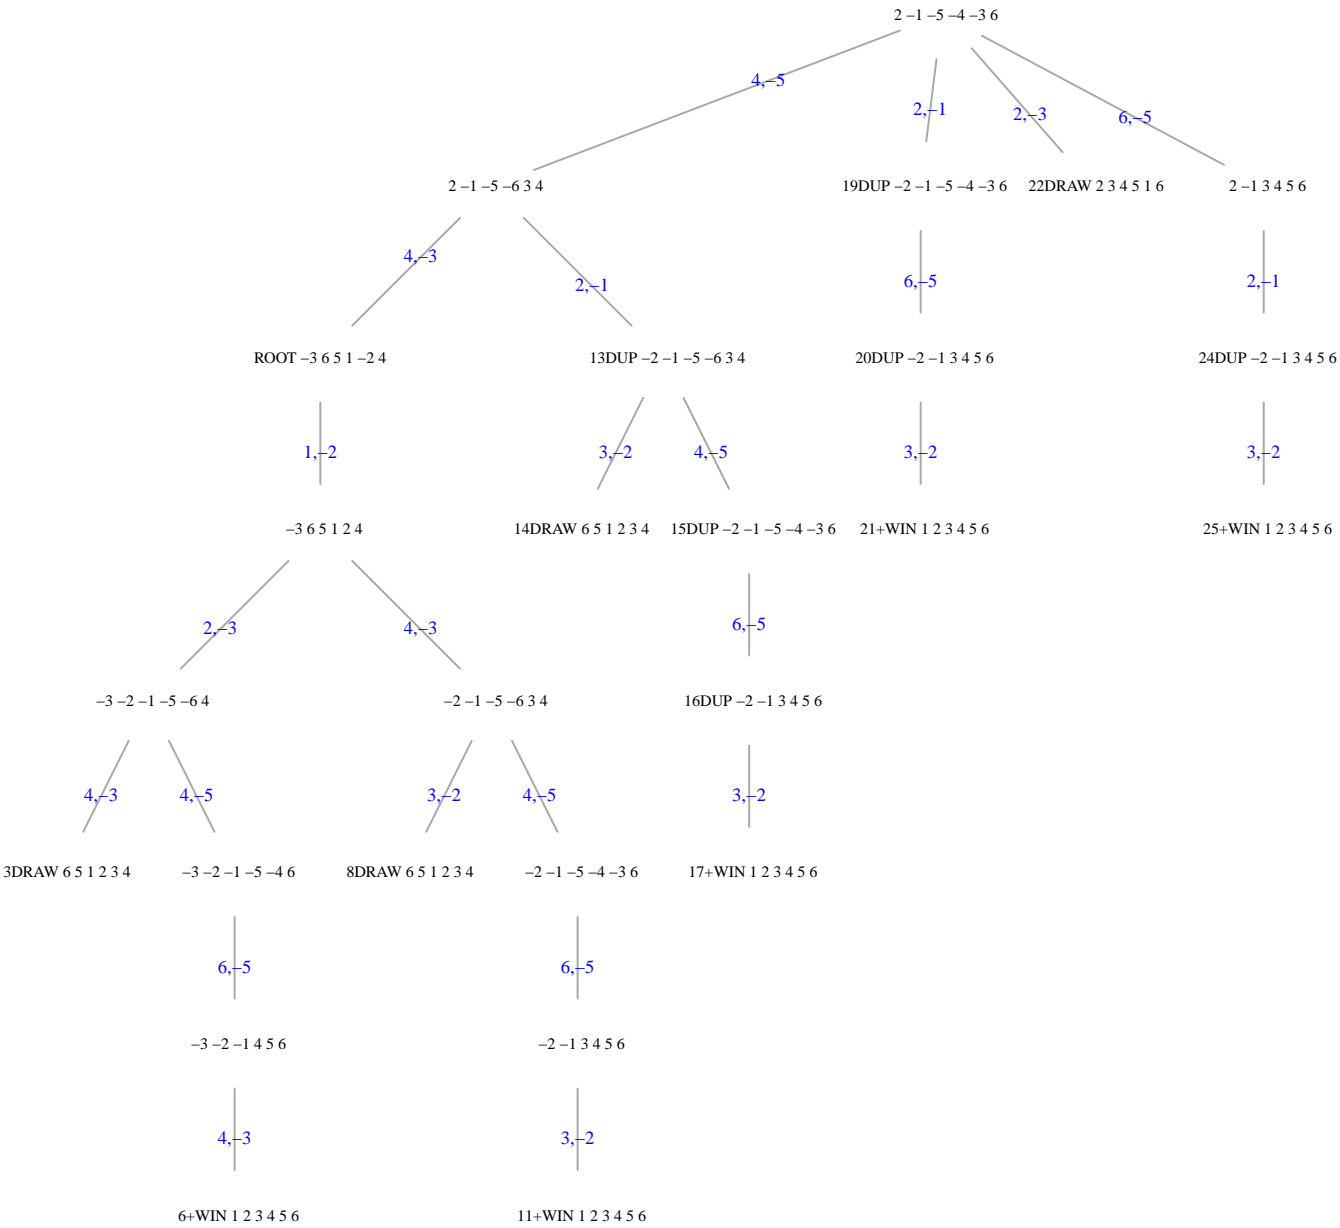 2 –1 –5 –4 –3 6
4,–5
2,–1
2,–3
6,–5
2 –1 –5 –6 3 4
19DUP –2 –1 –5 –4 –3 6
22DRAW 2 3 4 5 1 6
2 –1 3 4 5 6
4,–3
2,–1
6,–5
2,–1
ROOT –3 6 5 1 –2 4
13DUP –2 –1 –5 –6 3 4
20DUP –2 –1 3 4 5 6
24DUP –2 –1 3 4 5 6
1,–2
3,–2
4,–5
3,–2
3,–2
–3 6 5 1 2 4
14DRAW 6 5 1 2 3 4
15DUP –2 –1 –5 –4 –3 6
21+WIN 1 2 3 4 5 6
25+WIN 1 2 3 4 5 6
2,–3
4,–3
6,–5
–3 –2 –1 –5 –6 4
–2 –1 –5 –6 3 4
16DUP –2 –1 3 4 5 6
4,–3
4,–5
3,–2
4,–5
3,–2
3DRAW 6 5 1 2 3 4
–3 –2 –1 –5 –4 6
8DRAW 6 5 1 2 3 4
–2 –1 –5 –4 –3 6
17+WIN 1 2 3 4 5 6
6,–5
6,–5
–3 –2 –1 4 5 6
–2 –1 3 4 5 6
4,–3
3,–2
6+WIN 1 2 3 4 5 6
11+WIN 1 2 3 4 5 6